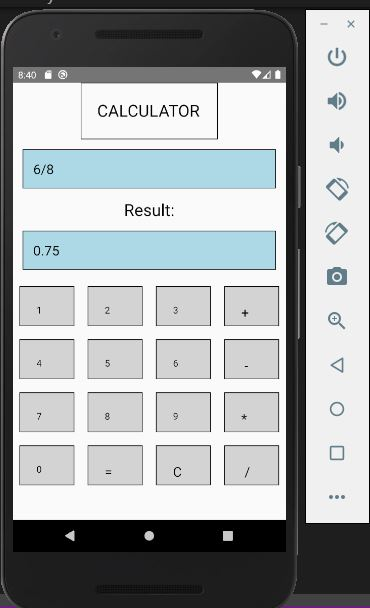 8:40
CALCULATOR
6/8
Result:
0.75
1 2 3 +
4 5 6 -
7 8 9 *
0 = C /